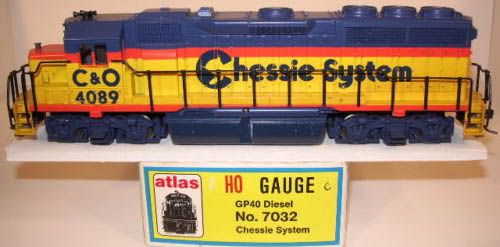 Chessie System
C&O
4089
atlas HO GAUGE C
GP40 Diesel
No. 7032
Chessie System